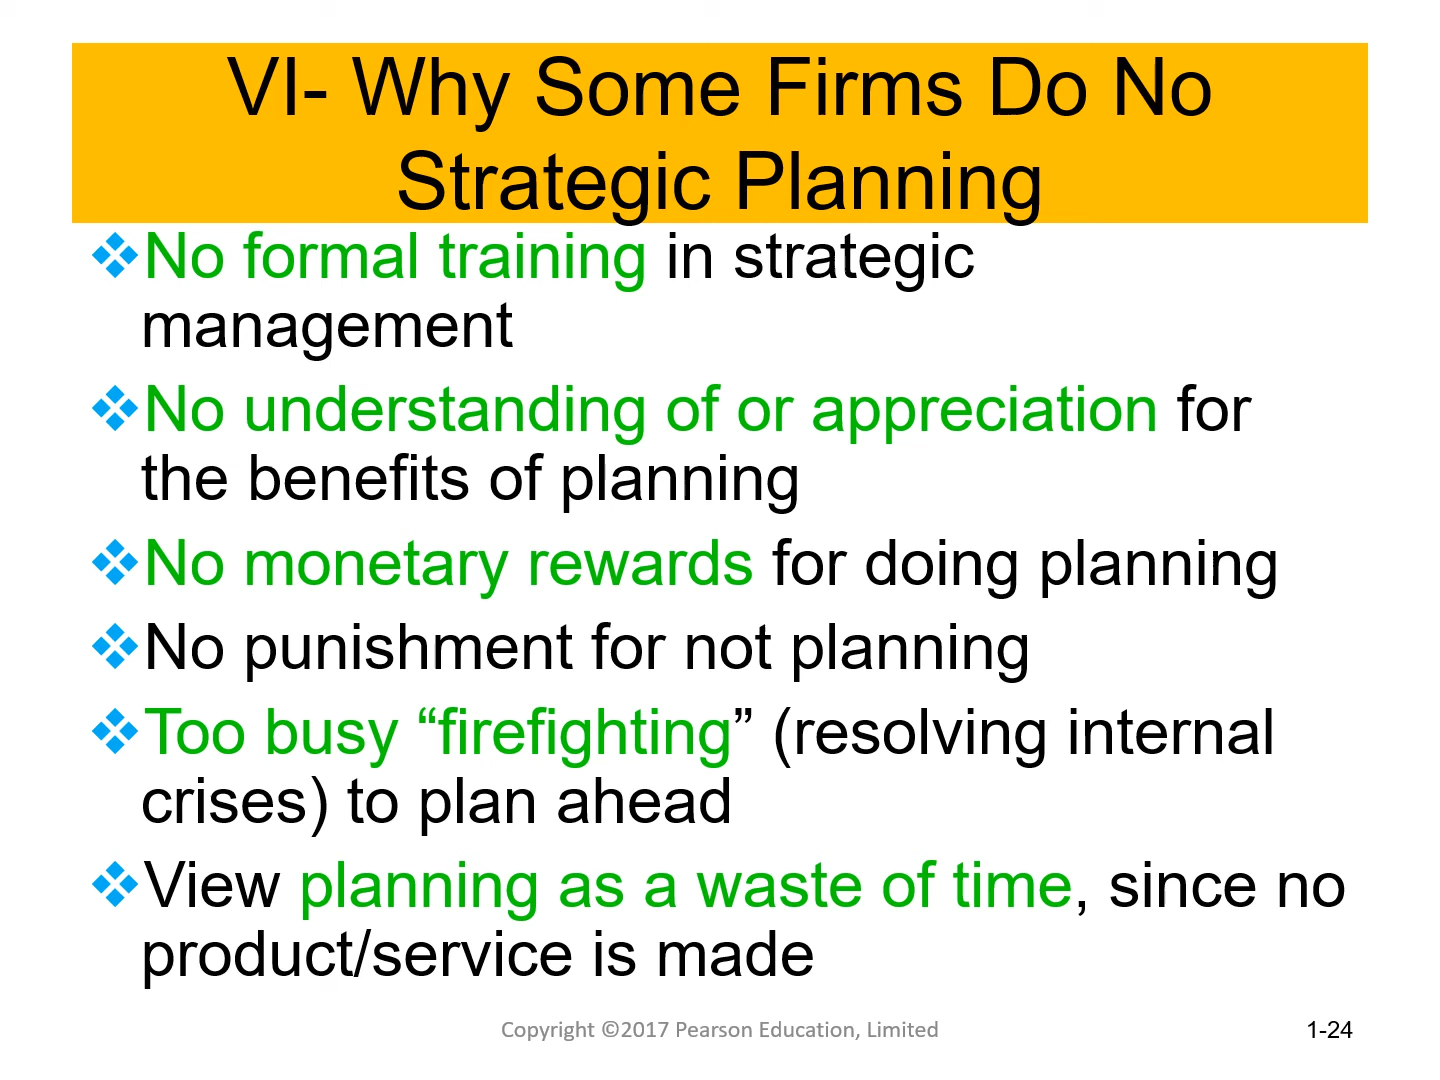 VI- Why Some Firms Do No
Strategic Planning
No formal training in strategic
management
No understanding of or appreciation for
the benefits of planning
No monetary rewards for doing planning
No punishment for not planning
Too busy “firefighting” (resolving internal
crises) to plan ahead
View planning as a waste of time, since no
product/service is made
Copyright ©2017 Pearson Education, Limited
1-24